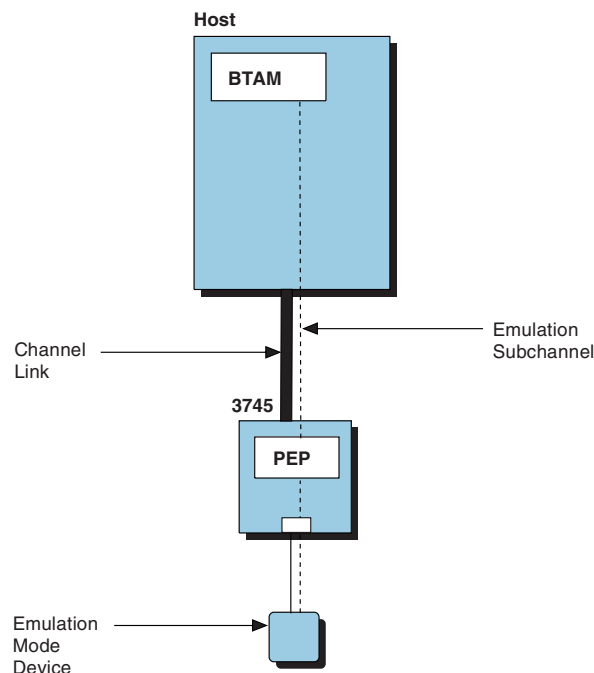 Host
BTAM
Emulation
Subchannel
Channel
Link
3745
PEP
Emulation
Mode
Device